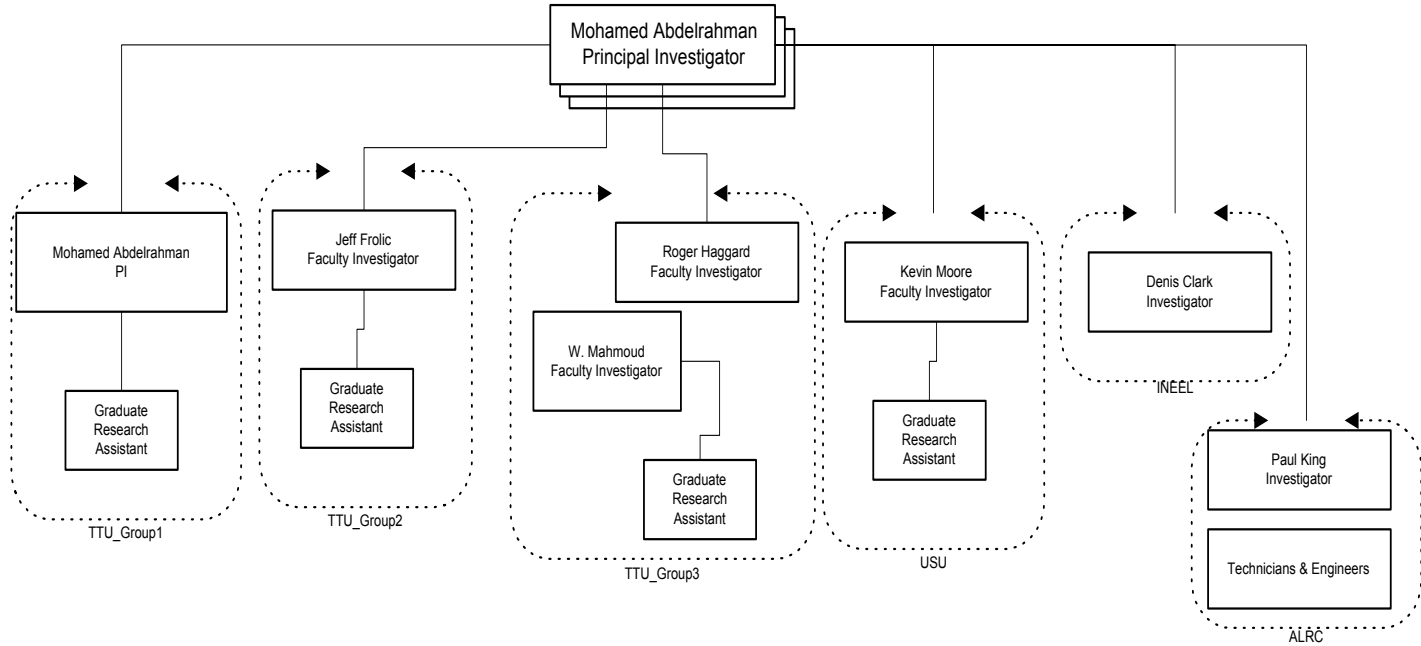 Mohamed Abdelrahman
Principal Investigator
Mohamed Abdelrahman
PI
Graduate
Research
Assistant
TTU_Group1
Jeff Frolic
Faculty Investigator
Graduate
Research
Assistant
TTU_Group2
Roger Haggard
Faculty Investigator
W. Mahmoud
Faculty Investigator
Graduate
Research
Assistant
TTU_Group3
Kevin Moore
Faculty Investigator
Graduate
Research
Assistant
USU
Denis Clark
Investigator
INEEL
Paul King
Investigator
Technicians & Engineers
ALRC